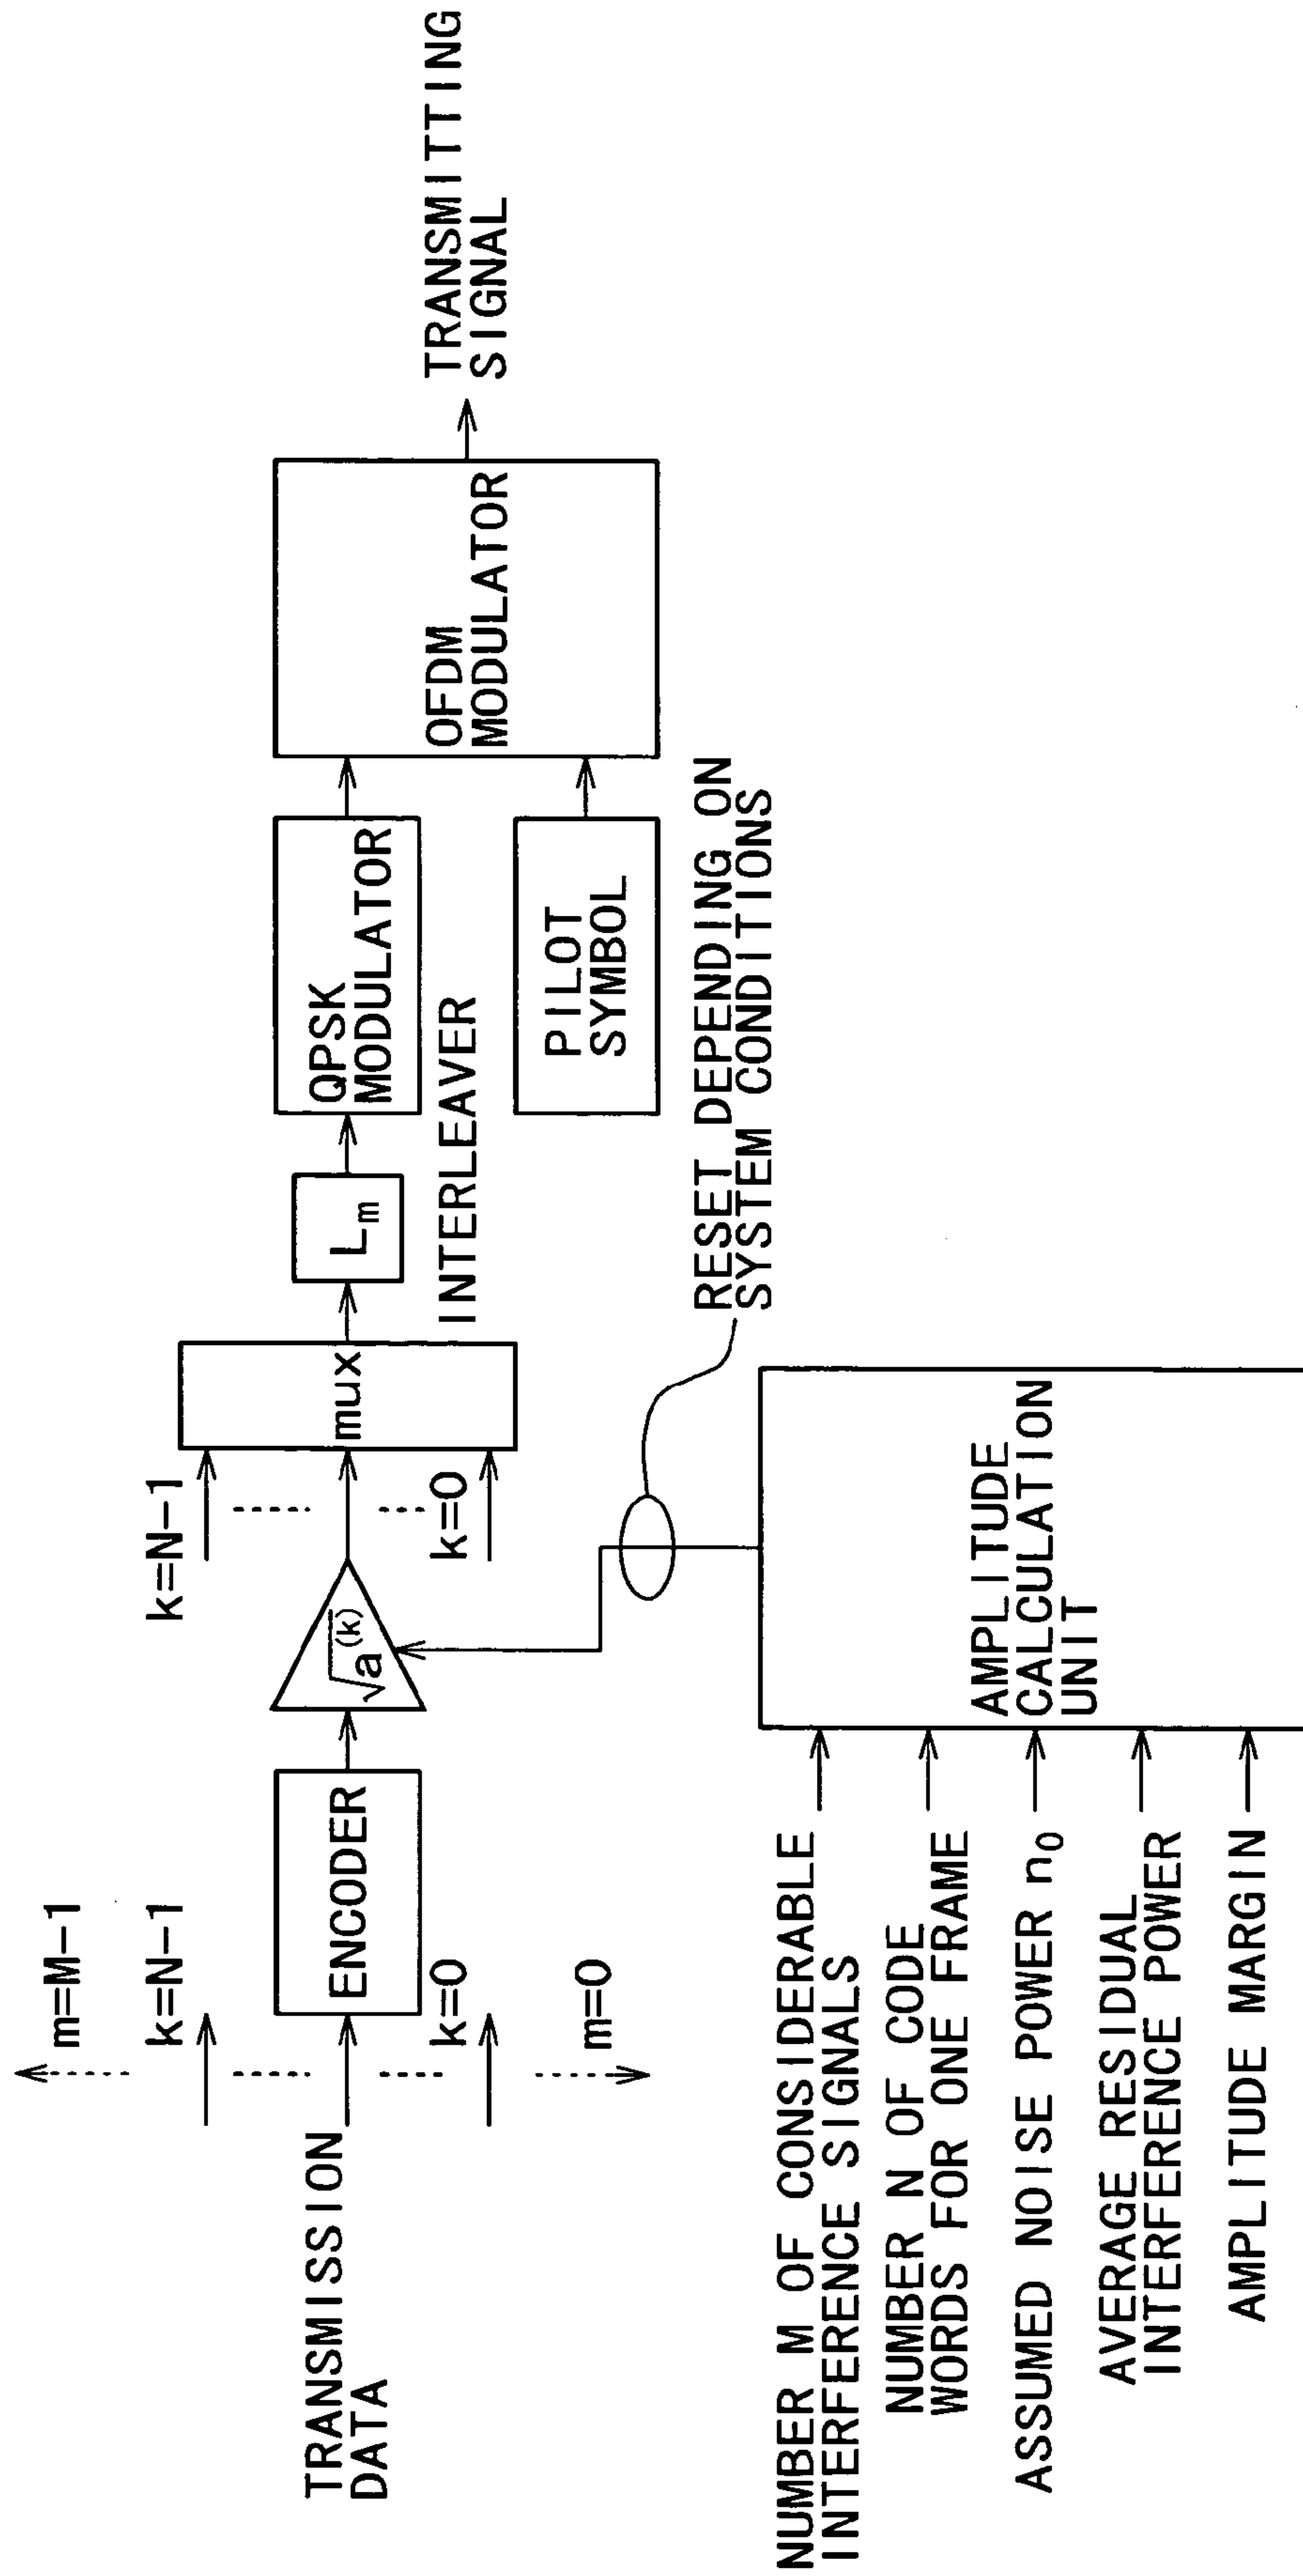 m=M-1
k=N-1
k=N-1
TRANSMISSION
DATA
ENCODER
√a(k)
mux
Lm
QPSK
MODULATOR
OFDM
MODULATOR
TRANSMITTING
SIGNAL
k=0
k=0
INTERLEAVER
PILOT
SYMBOL
m=0
RESET DEPENDING ON
SYSTEM CONDITIONS
NUMBER M OF CONSIDERABLE
INTERFERENCE SIGNALS
NUMBER N OF CODE
WORDS FOR ONE FRAME
ASSUMED NOISE POWER n0
AVERAGE RESIDUAL
INTERFERENCE POWER
AMPLITUDE MARGIN
AMPLITUDE
CALCULATION
UNIT